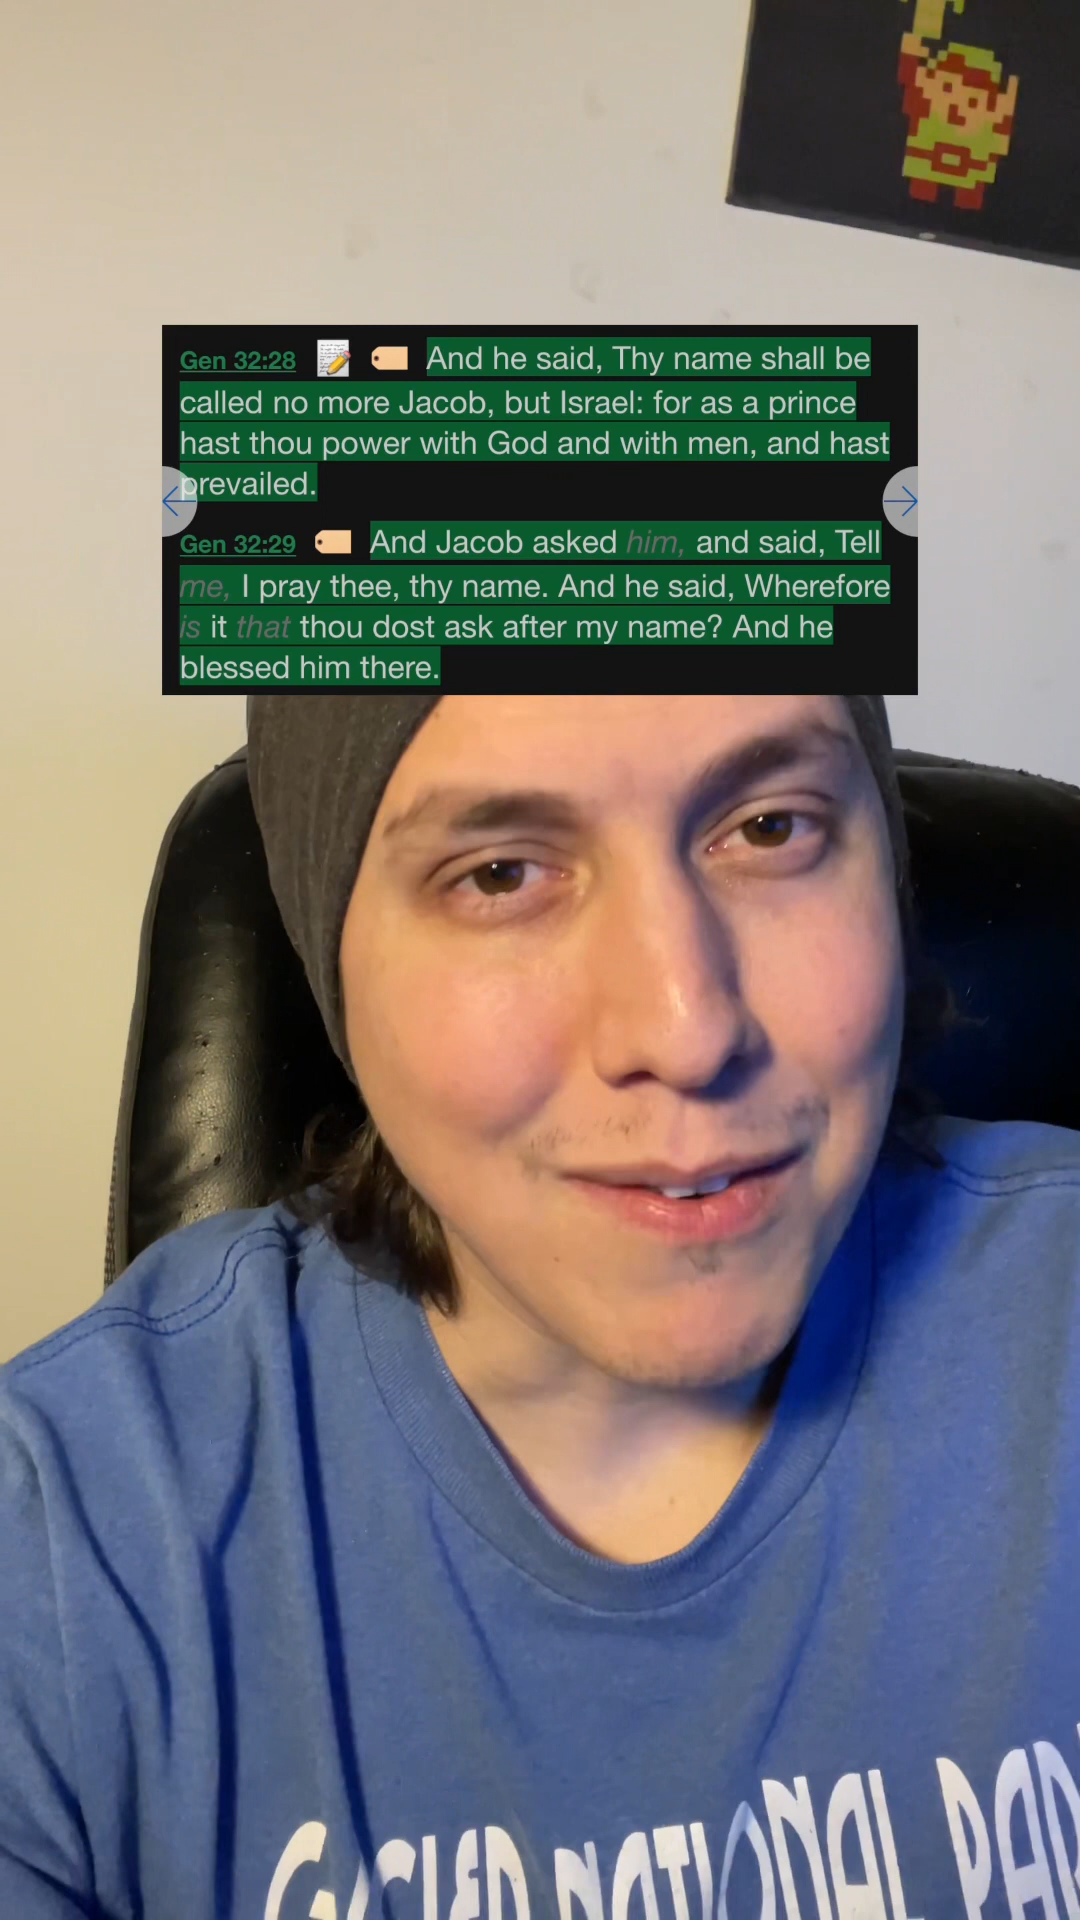 Gen 32:28 And he said, Thy name shall be
called no more Jacob, but Israel: for as a prince
hast thou power with God and with men, and hast
prevailed.
Gen 32:29 And Jacob asked him, and said, Tell
me, I pray thee, thy name. And he said, Wherefore
is it that thou dost ask after my name? And he
blessed him there.
NATIONAL